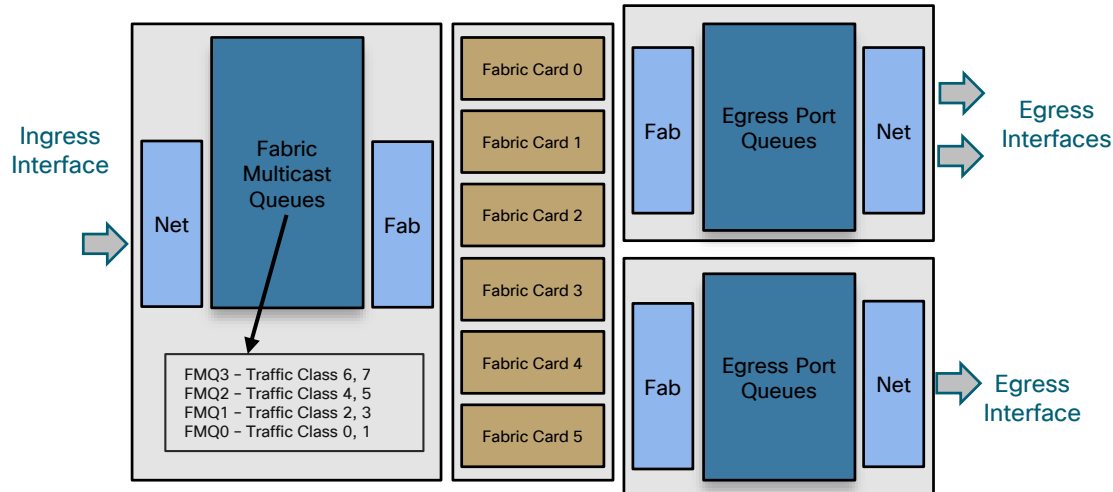 Ingress
Interface
Net
Fabric
Multicast
Queues
Fab
FMQ3 – Traffic Class 6, 7
FMQ2 – Traffic Class 4, 5
FMQ1 – Traffic Class 2, 3
FMQ0 – Traffic Class 0, 1
Fabric Card 0
Fabric Card 1
Fabric Card 2
Fabric Card 3
Fabric Card 4
Fabric Card 5
Fab
Egress Port
Queues
Net
Egress
Interfaces
Fab
Egress Port
Queues
Net
Egress
Interface